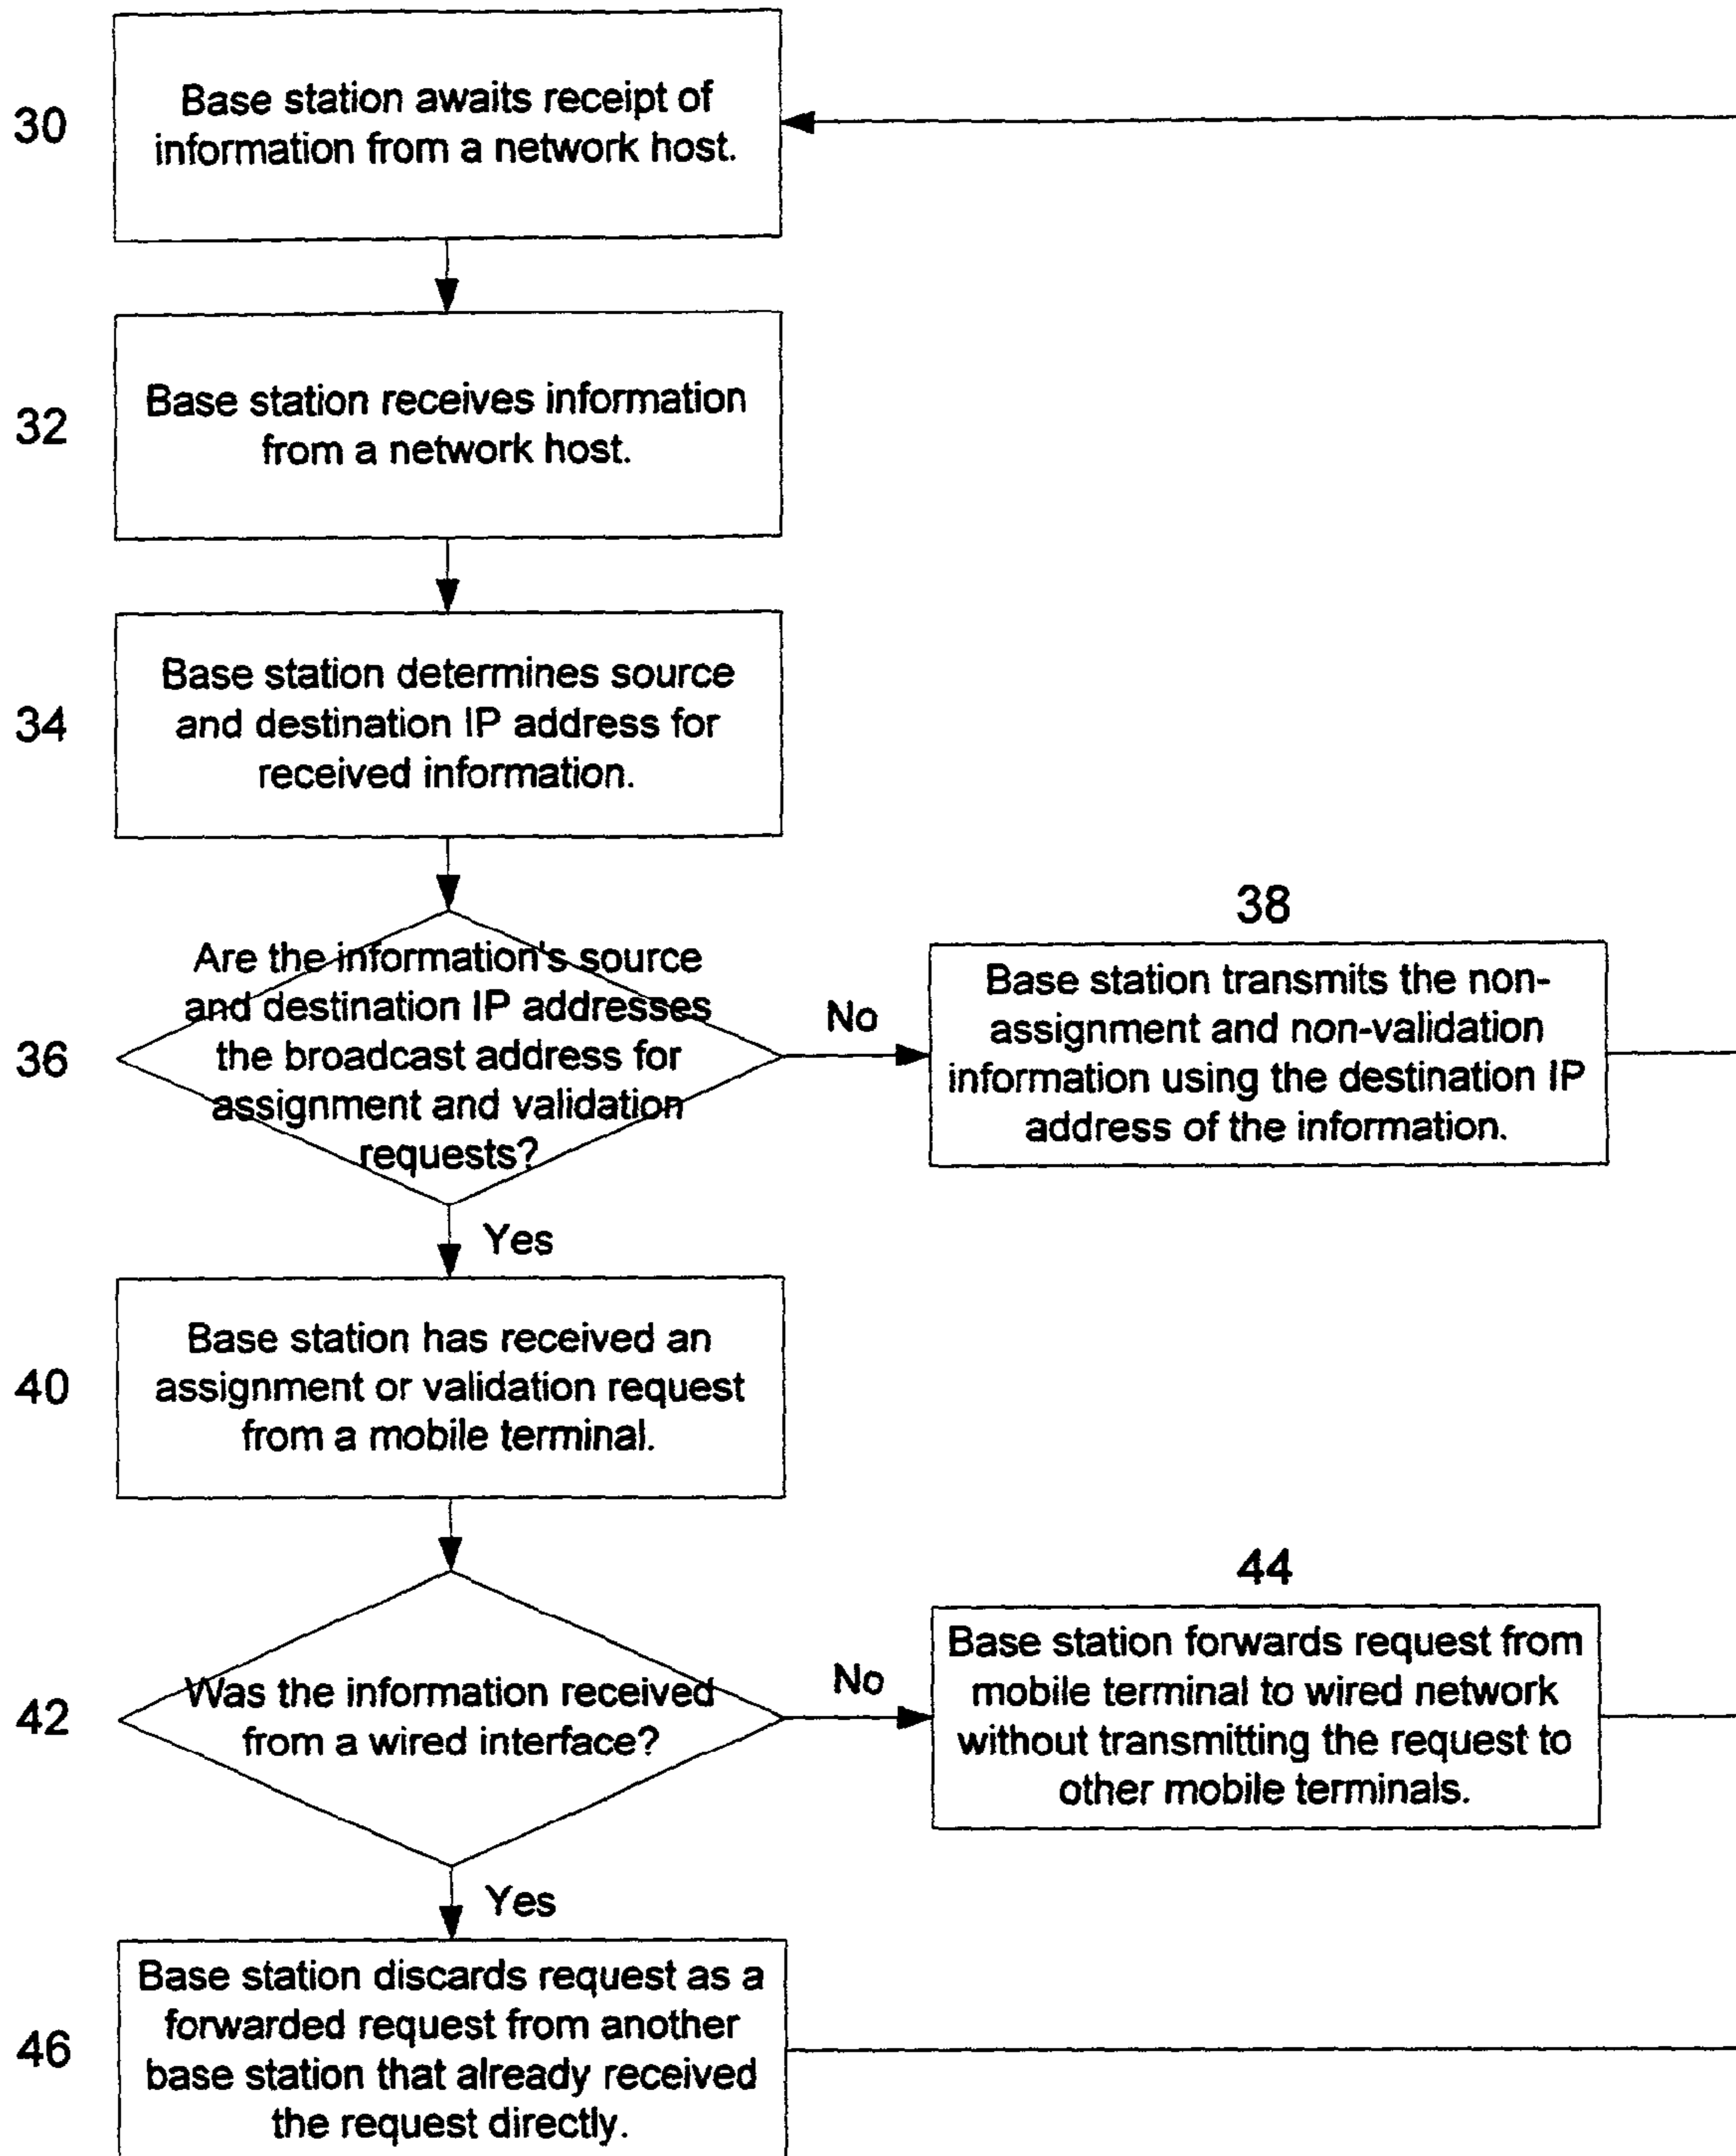 30
Base station awaits receipt of
information from a network host.
32
Base station receives information
from a network host.
34
Base station determines source
and destination IP address for
received information.
36
Are the information's source
and destination IP addresses
the broadcast address for
assignment and validation
requests?
No
38
Base station transmits the non-
assignment and non-validation
information using the destination IP
address of the information.
Yes
40
Base station has received an
assignment or validation request
from a mobile terminal.
42
Was the information received
from a wired interface?
No
44
Base station forwards request from
mobile terminal to wired network
without transmitting the request to
other mobile terminals.
Yes
46
Base station discards request as a
forwarded request from another
base station that already received
the request directly.